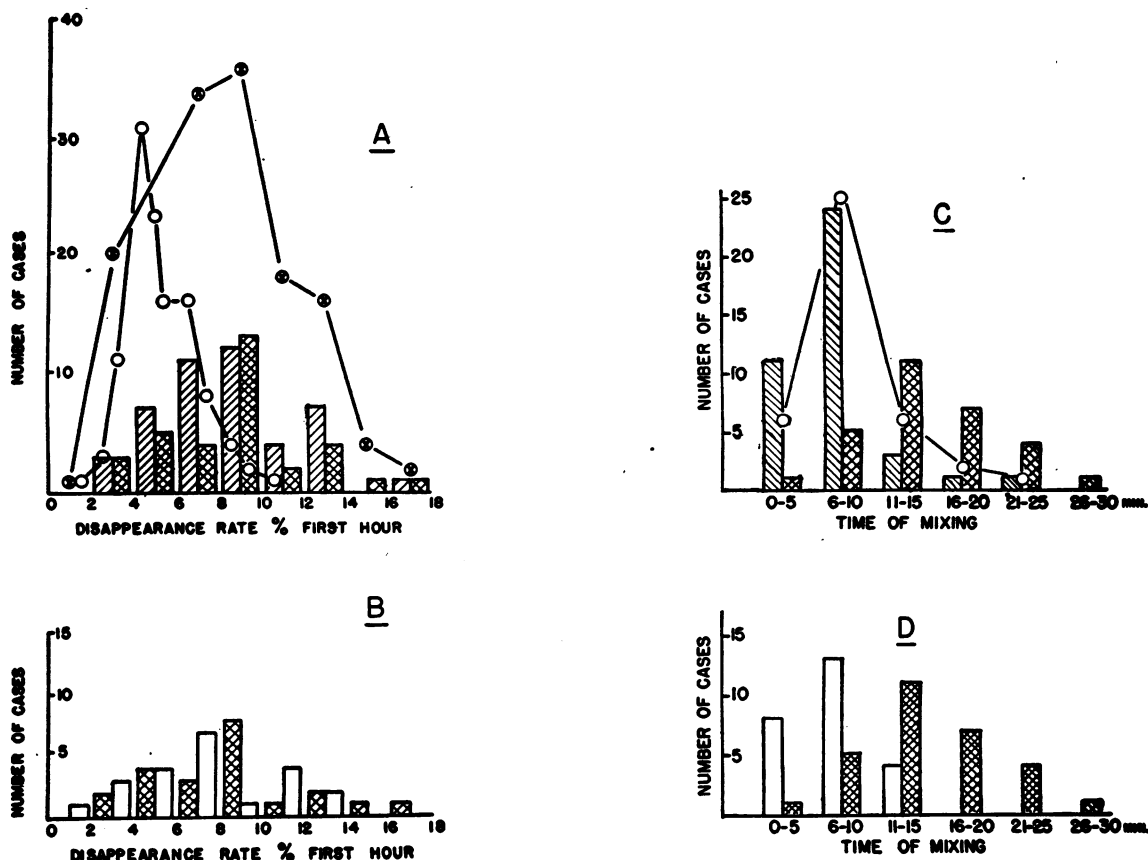 A
40
30
20
10
NUMBER OF CASES
0 2 4 6 8 10 12 14 16 18
DISAPPEARANCE RATE % FIRST HOUR
B
15
10
5
NUMBER OF CASES
0 2 4 6 8 10 12 14 16 18
DISAPPEARANCE RATE % FIRST HOUR
C
25
20
15
10
5
NUMBER OF CASES
0-5 6-10 11-15 16-20 21-25 26-30 min.
TIME OF MIXING
D
15
10
5
NUMBER OF CASES
0-5 6-10 11-15 16-20 21-25 26-30 min.
TIME OF MIXING